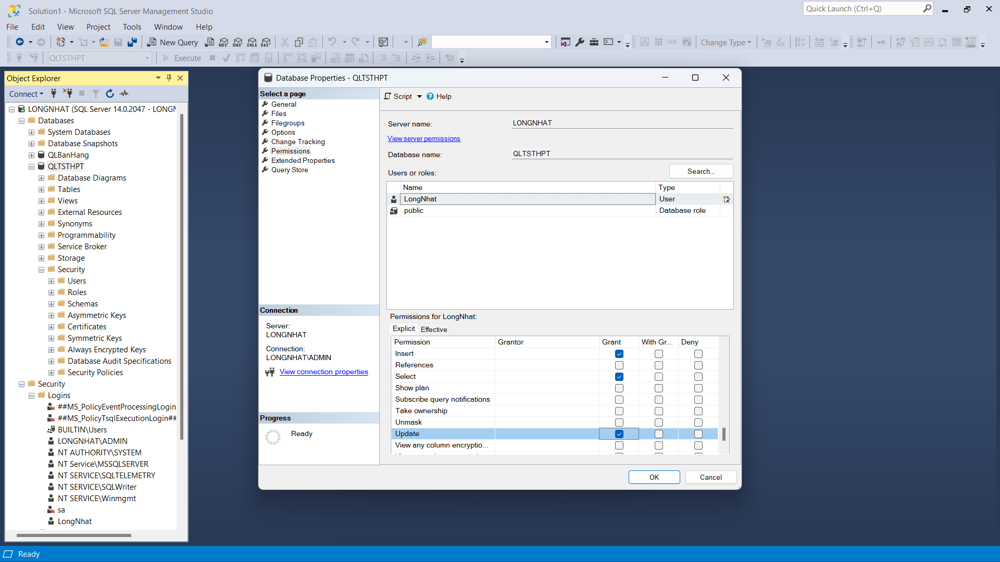 Solution1 - Microsoft SQL Server Management Studio
Quick Launch (Ctrl+Q)
File Edit View Project Tools Window Help
New Query MDX DMX XMLA DAX SQL Change Type SQL
QLTSTHPT Execute
Object Explorer
Connect
LONGNHAT (SQL Server 14.0.2047 - LONGN
Databases
System Databases
Database Snapshots
QLBanHang
QLTSTHPT
Database Diagrams
Tables
Views
External Resources
Synonyms
Programmability
Service Broker
Storage
Security
Users
Roles
Schemas
Asymmetric Keys
Certificates
Symmetric Keys
Always Encrypted Keys
Database Audit Specifications
Security Policies
Security
Logins
##MS_PolicyEventProcessingLogin
##MS_PolicyTsqlExecutionLogin##
BUILTIN\Users
LONGNHAT\ADMIN
NT AUTHORITY\SYSTEM
NT Service\MSSQLSERVER
NT SERVICE\SQLTELEMETRY
NT SERVICE\SQLWriter
NT SERVICE\Winmgmt
sa
LongNhat
Database Properties - QLTSTHPT
Select a page
General
Files
Filegroups
Options
Change Tracking
Permissions
Extended Properties
Query Store
Connection
Server:
LONGNHAT
Connection:
LONGNHAT\ADMIN
View connection properties
Progress
Ready
Script Help
Server name: LONGNHAT
View server permissions
Database name: QLTSTHPT
Users or roles: Search...
Name Type
LongNhat User
public Database role
Permissions for LongNhat:
Explicit Effective
Permission Grantor Grant With Gr... Deny
Insert
References
Select
Show plan
Subscribe query notifications
Take ownership
Unmask
Update
View any column encryptio...
OK Cancel
Ready